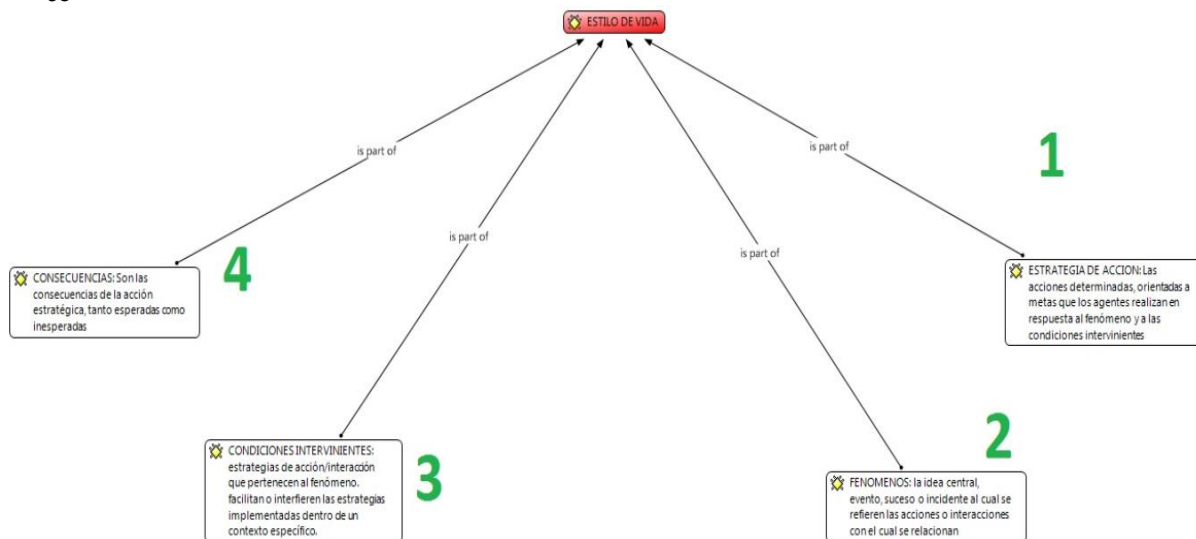 ESTILO DE VIDA
is part of
is part of
1
is part of
is part of
4
CONSECUENCIAS: Son las
consecuencias de la acción
estratégica, tanto esperadas como
inesperadas
ESTRATEGIA DE ACCION: Las
acciones determinadas, orientadas a
metas que los agentes realizan en
respuesta al fenómeno y a las
condiciones intervinientes
3
CONDICIONES INTERVINIENTES:
estrategias de acción/interacción
que pertenecen al fenómeno.
facilitan o interfieren las estrategias
implementadas dentro de un
contexto específico.
2
FENOMENOS: la idea central,
evento, suceso o incidente al cual se
refieren las acciones o interacciones
con el cual se relacionan